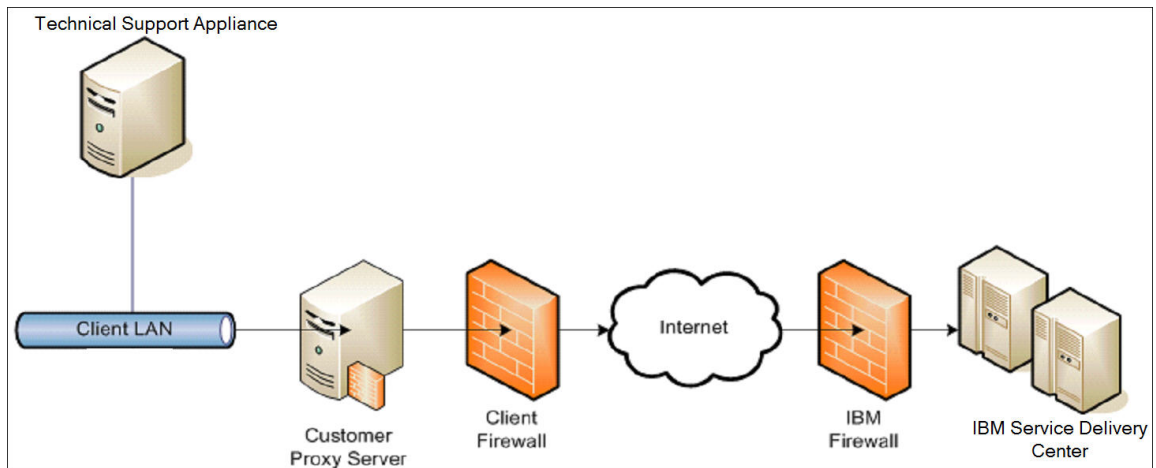 Technical Support Appliance
Client LAN
Customer
Proxy Server
Client
Firewall
Internet
IBM
Firewall
IBM Service Delivery
Center